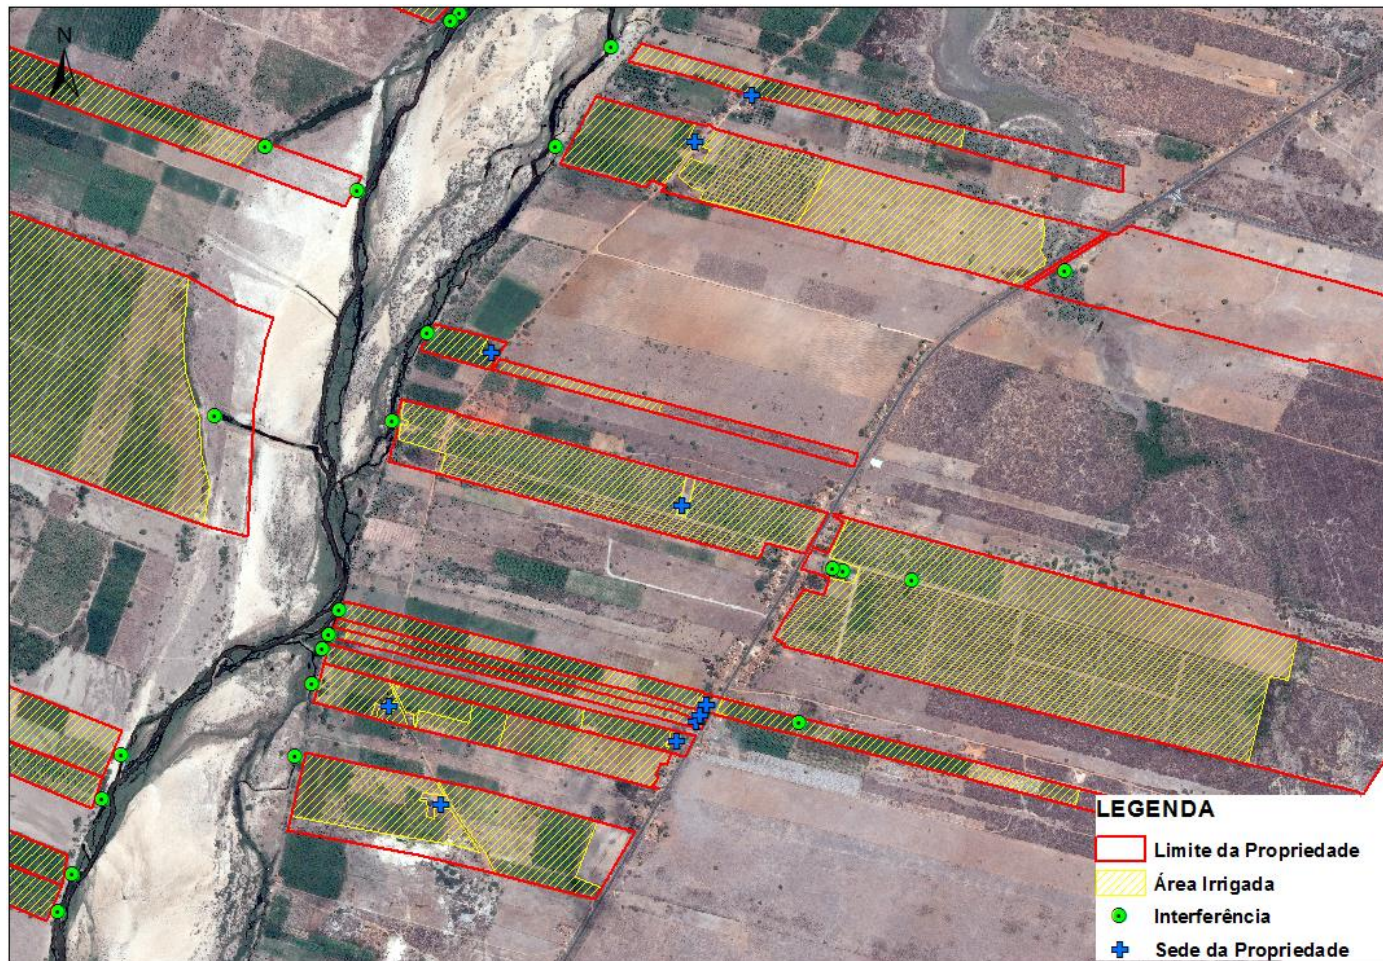 N
LEGENDA
Limite da Propriedade
Área Irrigada
Interferência
Sede da Propriedade